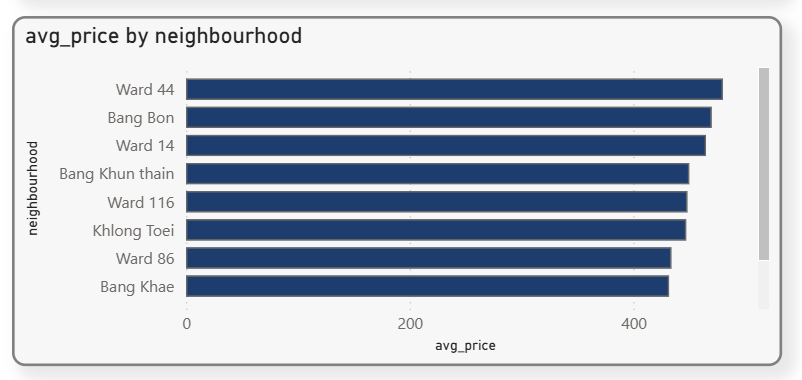 avg_price by neighbourhood
neighbourhood
Ward 44
Bang Bon
Ward 14
Bang Khun thain
Ward 116
Khlong Toei
Ward 86
Bang Khae
0 200 400
avg_price